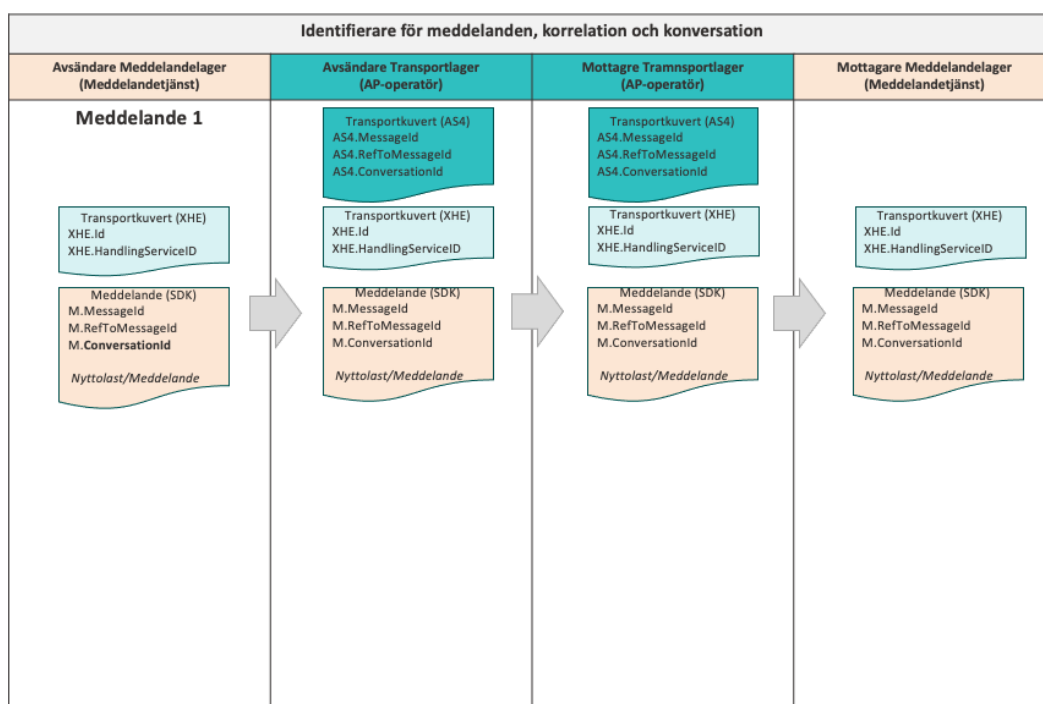 Identifierare för meddelanden, korrelation och konversation
Avsändare Meddelandelager
(Meddelandetjänst)
Avsändare Transportlager
(AP-operatör)
Mottagre Tramnsportlager
(AP-operatör)
Mottagare Meddelandelager
(Meddelandetjänst)
Meddelande 1
Transportkuvert (XHE)
XHE.Id
XHE.HandlingServiceID
Meddelande (SDK)
M.MessageId
M.RefToMessageId
M.ConversationId
Nyttolast/Meddelande
Transportkuvert (AS4)
AS4.MessageId
AS4.RefToMessageId
AS4.ConversationId
Transportkuvert (XHE)
XHE.Id
XHE.HandlingServiceID
Meddelande (SDK)
M.MessageId
M.RefToMessageId
M.ConversationId
Nyttolast/Meddelande
Transportkuvert (AS4)
AS4.MessageId
AS4.RefToMessageId
AS4.ConversationId
Transportkuvert (XHE)
XHE.Id
XHE.HandlingServiceID
Meddelande (SDK)
M.MessageId
M.RefToMessageId
M.ConversationId
Nyttolast/Meddelande
Transportkuvert (XHE)
XHE.Id
XHE.HandlingServiceID
Meddelande (SDK)
M.MessageId
M.RefToMessageId
M.ConversationId
Nyttolast/Meddelande